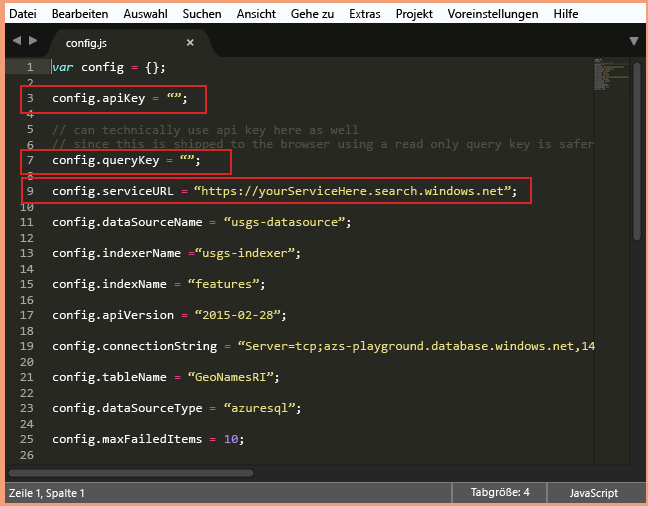 Datei Bearbeiten Auswahl Suchen Ansicht Gehe zu Extras Projekt Voreinstellungen Hilfe
config.js ×
1 var config = {};
2
3 config.apiKey = “”;
4
5 // can technically use api key here as well
6 // since this is shipped to the browser using a read only query key is safer
7 config.queryKey = “”;
8
9 config.serviceURL = “https://yourServiceHere.search.windows.net”;
10
11 config.dataSourceName = “usgs-datasource”;
12
13 config.indexerName =“usgs-indexer”;
14
15 config.indexName = “features”;
16
17 config.apiVersion = “2015-02-28”;
18
19 config.connectionString = “Server=tcp;azs-playground.database.windows.net,14
20
21 config.tableName = “GeoNamesRI”;
22
23 config.dataSourceType = “azuresql”;
24
25 config.maxFailedItems = 10;
26
Zeile 1, Spalte 1 Tabgröße: 4 JavaScript